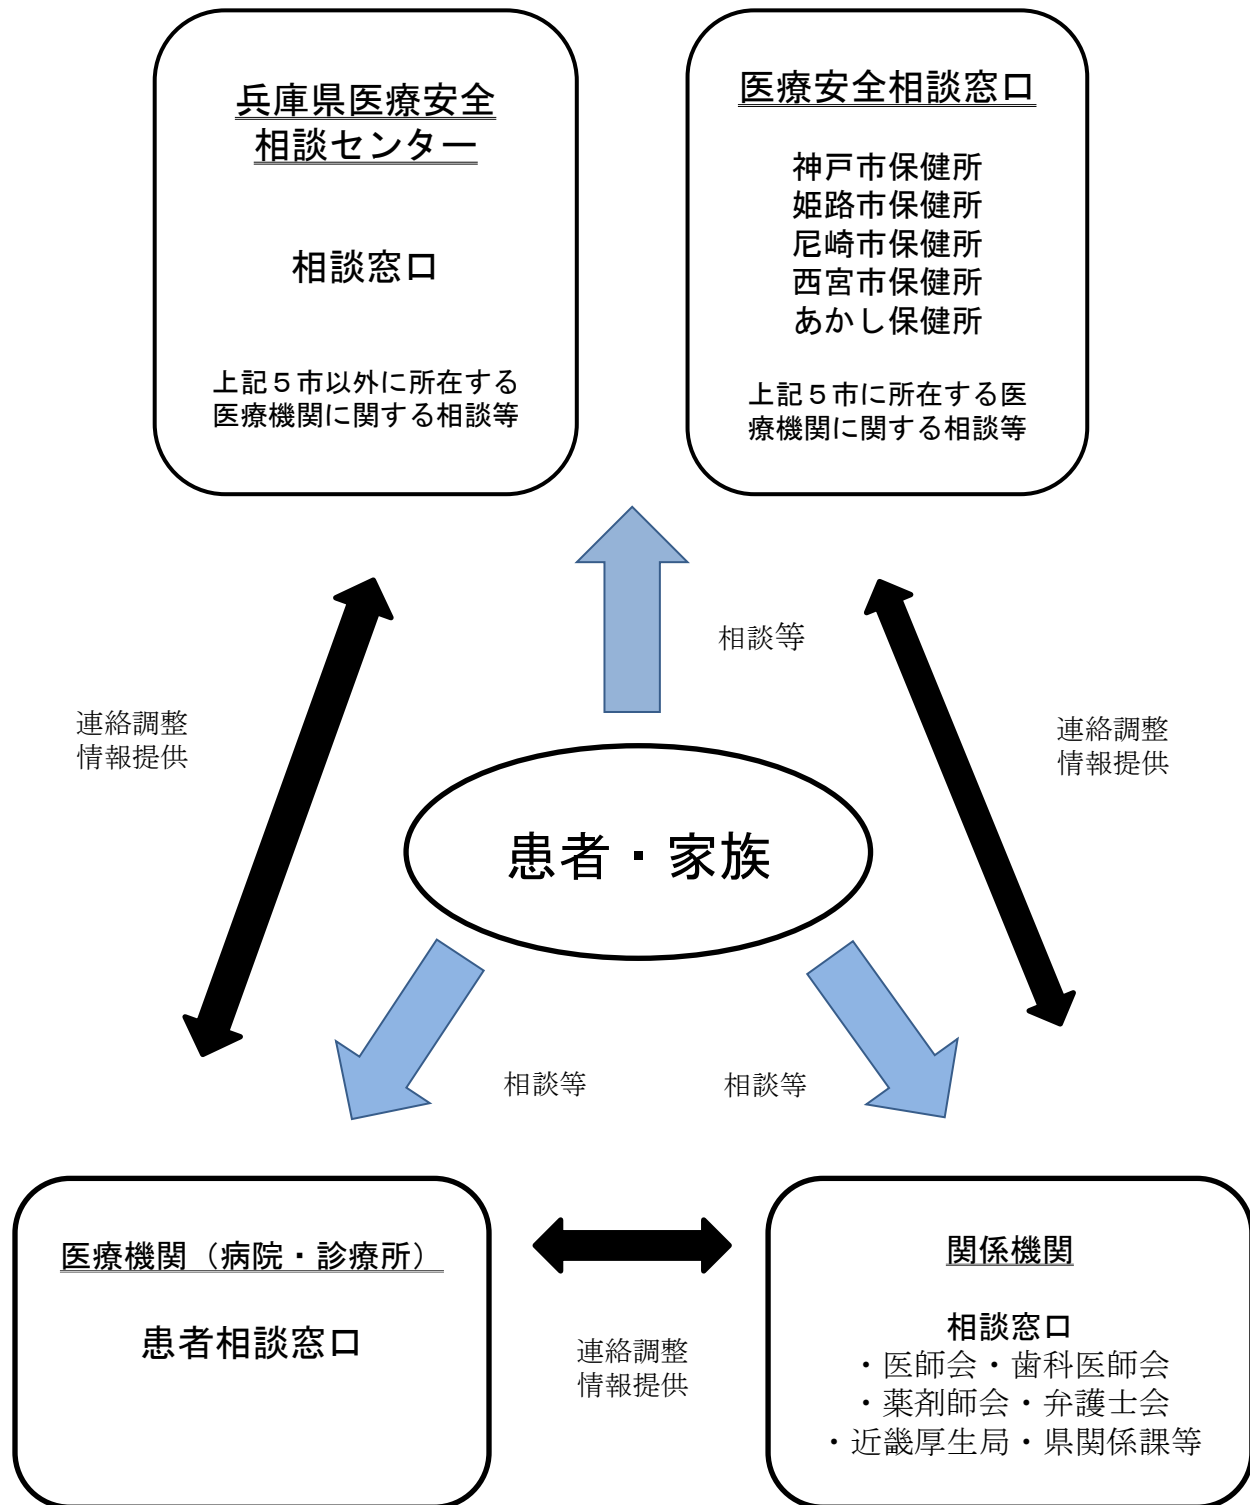 兵庫県医療安全
相談センター
相談窓口
上記５市以外に所在する
医療機関に関する相談等
医療安全相談窓口
神戸市保健所
姫路市保健所
尼崎市保健所
西宮市保健所
あかし保健所
上記５市に所在する医
療機関に関する相談等
相談等
連絡調整
情報提供
連絡調整
情報提供
患者・家族
相談等
相談等
医療機関（病院・診療所）
患者相談窓口
連絡調整
情報提供
関係機関
相談窓口
・医師会・歯科医師会
・薬剤師会・弁護士会
・近畿厚生局・県関係課等